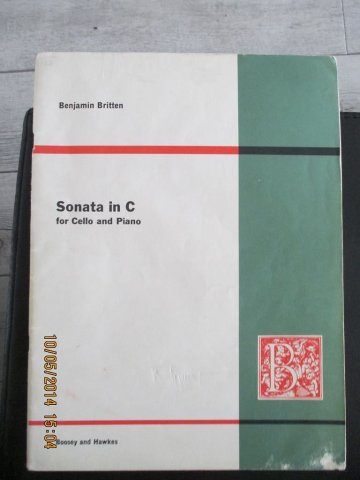 Benjamin Britten
Sonata in C
for Cello and Piano
B
Boosey and Hawkes
10/05/2014 15:04